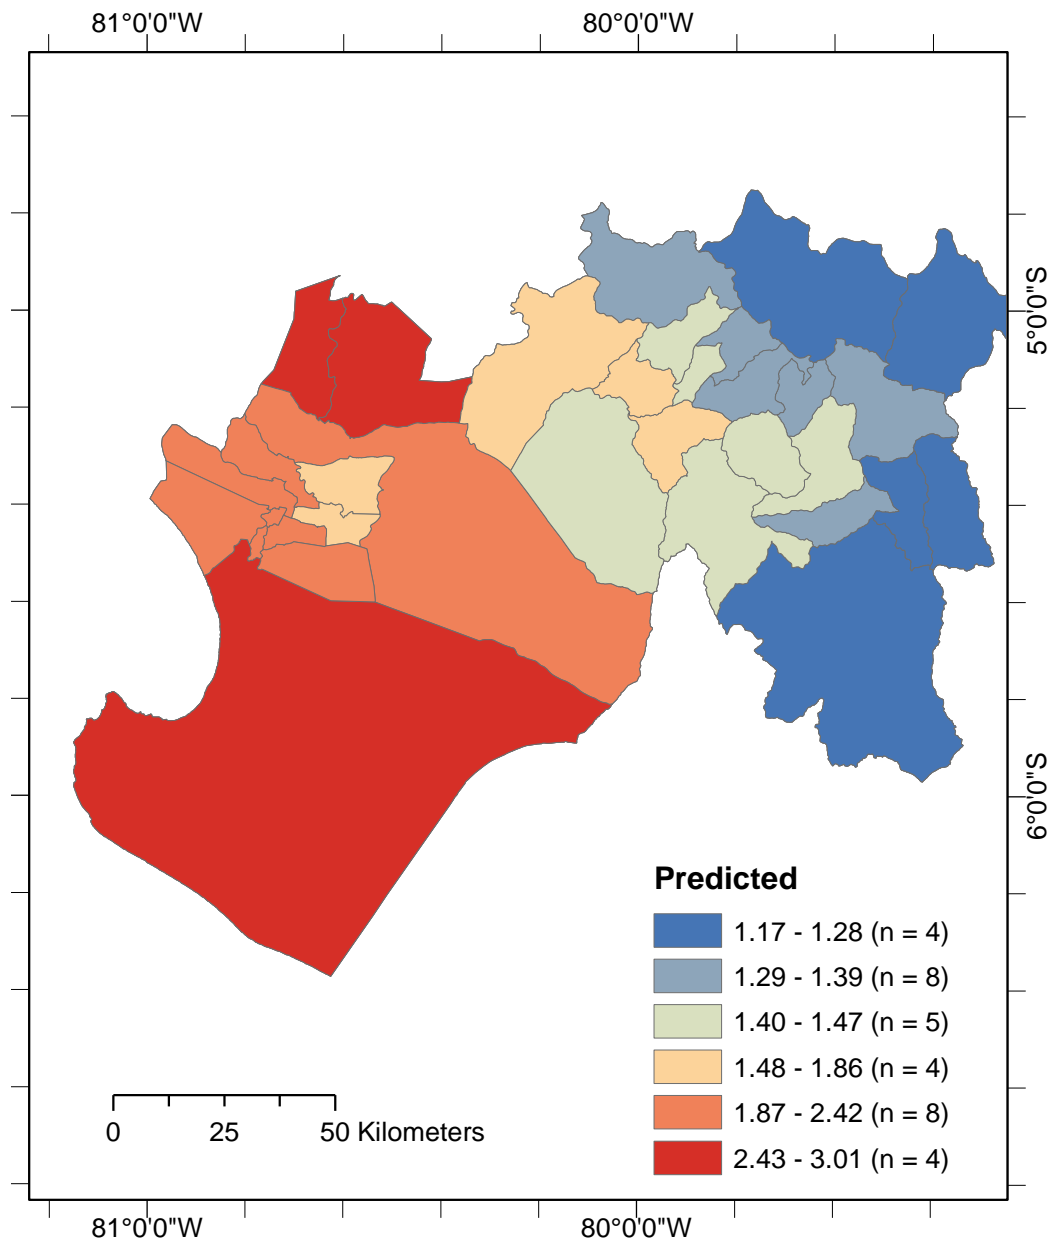 81°0'0"W 80°0'0"W
5°0'0"S
6°0'0"S
Predicted
1.17 - 1.28 (n = 4)
1.29 - 1.39 (n = 8)
1.40 - 1.47 (n = 5)
1.48 - 1.86 (n = 4)
1.87 - 2.42 (n = 8)
2.43 - 3.01 (n = 4)
0 25 50 Kilometers
81°0'0"W 80°0'0"W